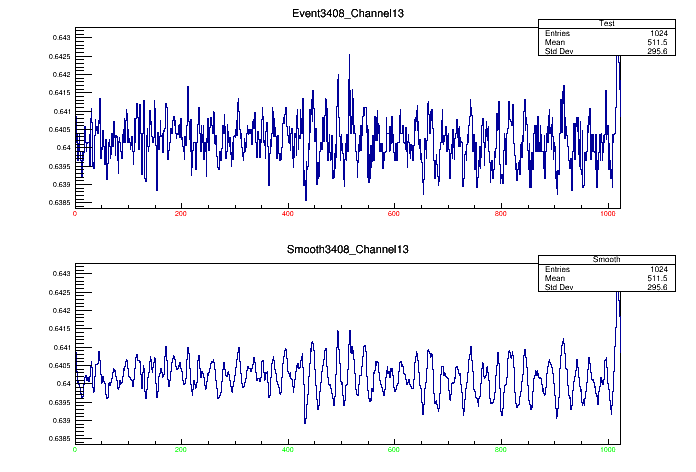 Event3408_Channel13
Test
Entries 1024
Mean 511.5
Std Dev 295.6
0.643
0.6425
0.642
0.6415
0.641
0.6405
0.64
0.6395
0.639
0.6385
0 200 400 600 800 1000
Smooth3408_Channel13
Smooth
Entries 1024
Mean 511.5
Std Dev 295.6
0.643
0.6425
0.642
0.6415
0.641
0.6405
0.64
0.6395
0.639
0.6385
0 200 400 600 800 1000